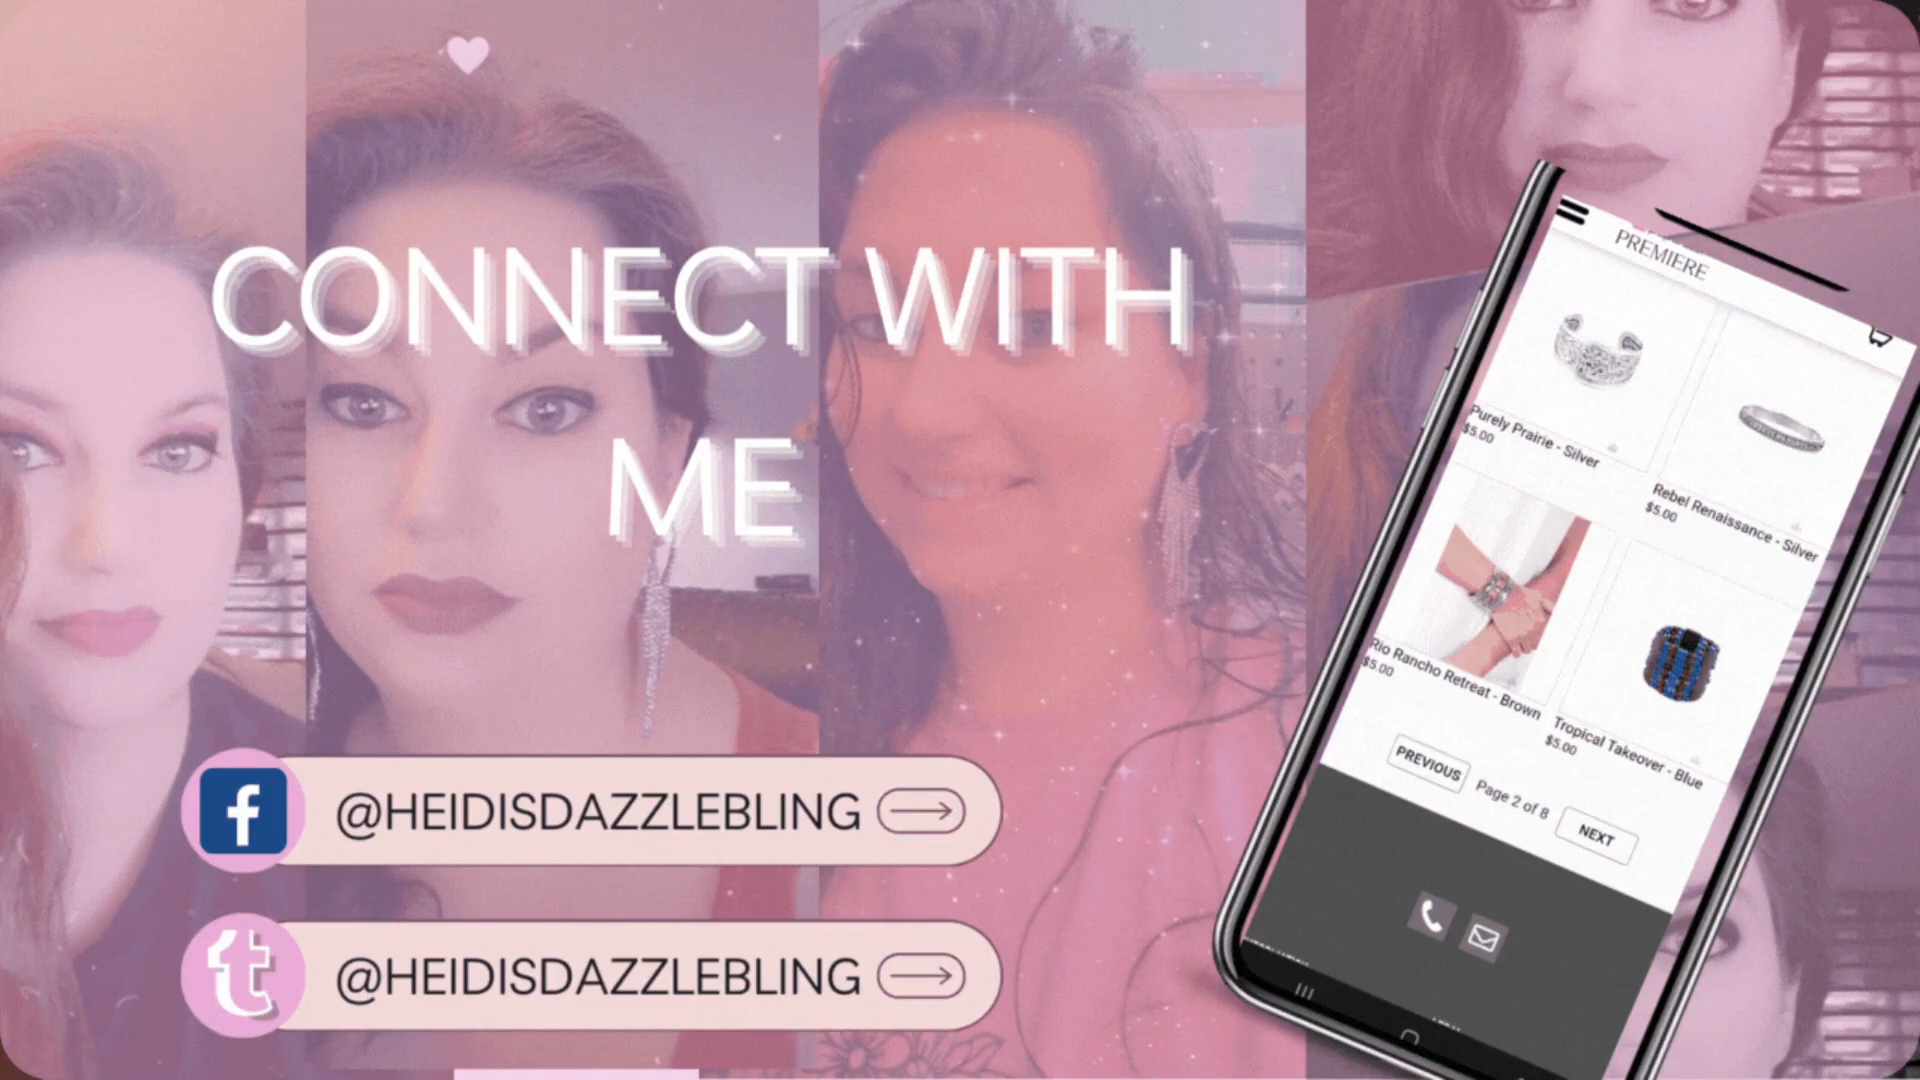 CONNECT WITH
ME
@HEIDISDAZZLEBLING
@HEIDISDAZZLEBLING
PREMIERE
Purely Prairie - Silver
$5.00
Rebel Renaissance - Silver
$5.00
Rio Rancho Retreat - Brown
$5.00
Tropical Takeover - Blue
$5.00
PREVIOUS
Page 2 of 8
NEXT